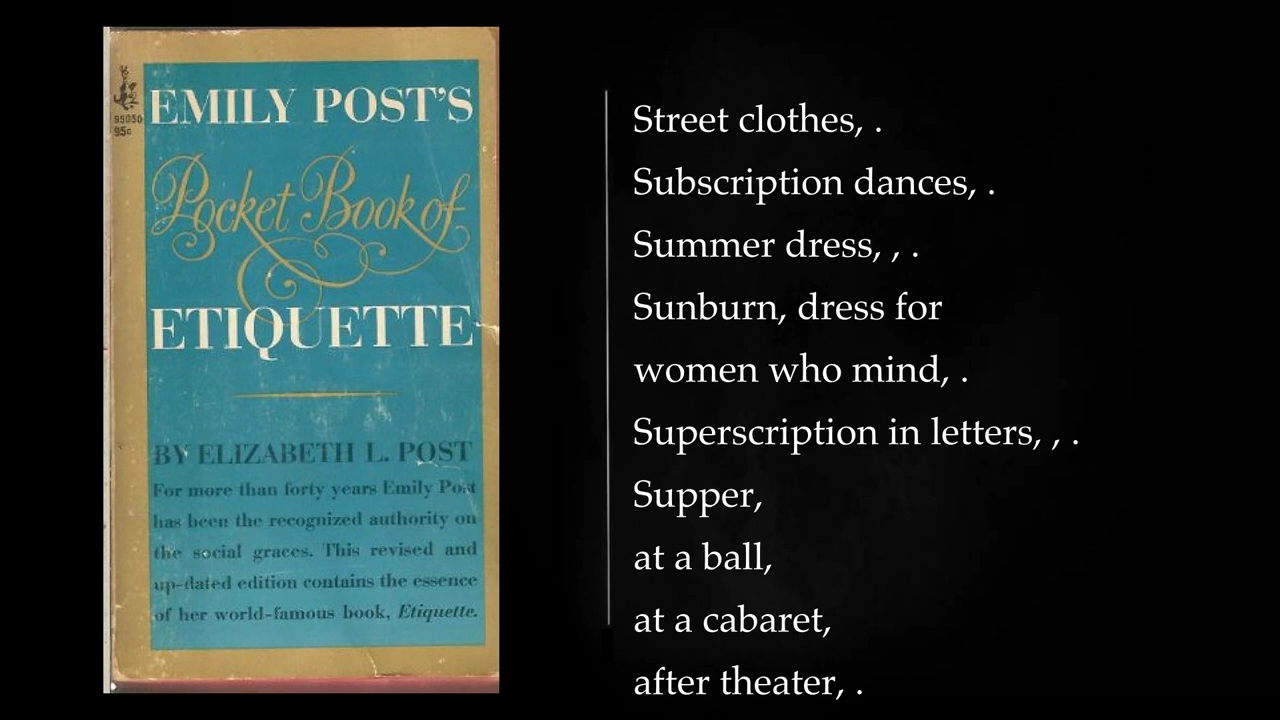 95050
95c
EMILY POST'S
Pocket Book of
ETIQUETTE
BY ELIZABETH L. POST
For more than forty years Emily Post
has been the recognized authority on
the social graces. This revised and
up-dated edition contains the essence
of her world-famous book, Etiquette.
Street clothes, .
Subscription dances, .
Summer dress, , .
Sunburn, dress for
women who mind, .
Superscription in letters, , .
Supper,
at a ball,
at a cabaret,
after theater, .